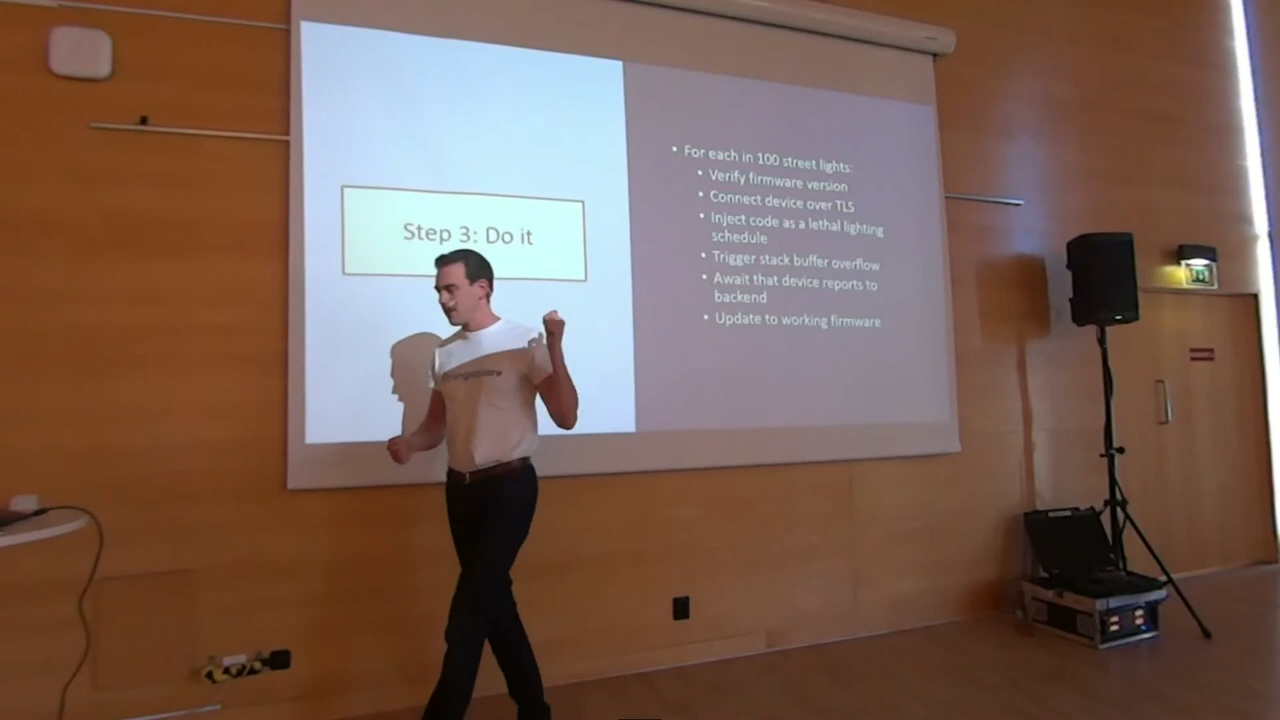 Step 3: Do it
• For each in 100 street lights:
• Verify firmware version
• Connect device over TLS
• Inject code as a lethal lighting
schedule
• Trigger stack buffer overflow
• Await that device reports to
backend
• Update to working firmware
thingsquare